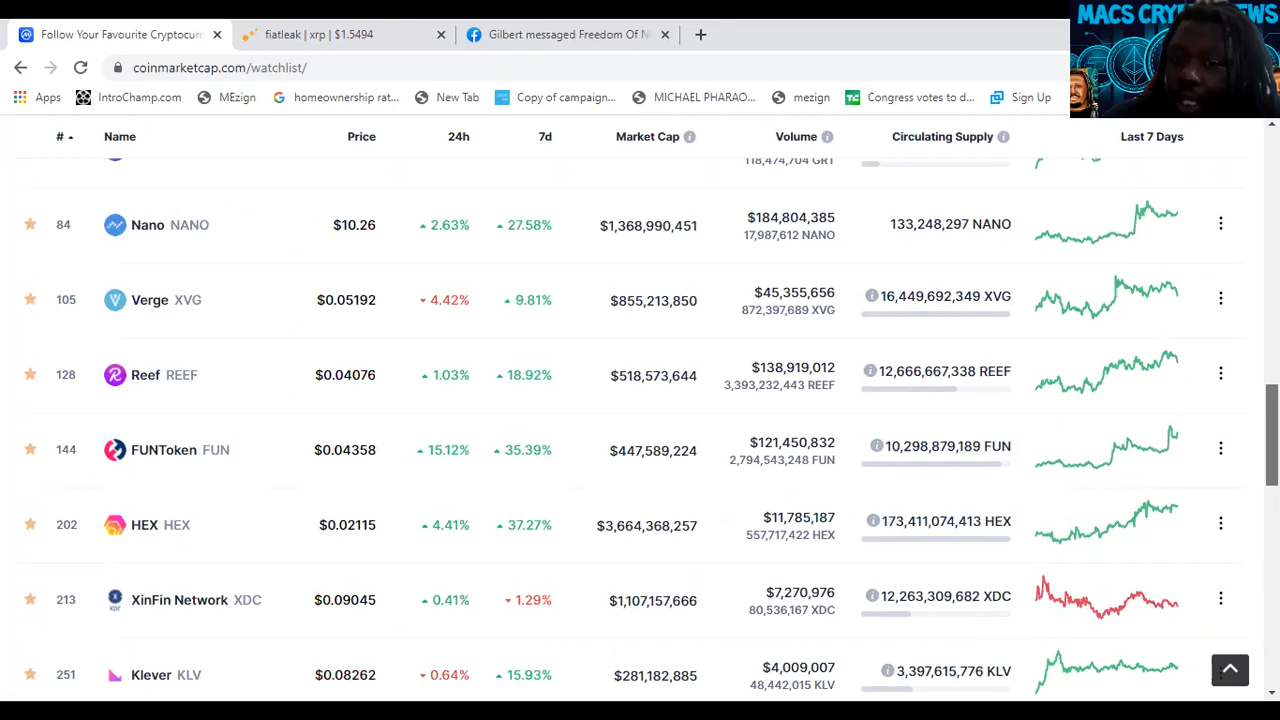 MACS CRY EWS
Follow Your Favourite Cryptocur
fiatleak | xrp | $1.5494
Gilbert messaged Freedom Of N
coinmarketcap.com/watchlist/
Apps IntroChamp.com MEzign homeownership rat... New Tab Copy of campaign... MICHAEL PHARAO... mezign Congress votes to d... Sign Up
# Name Price 24h 7d Market Cap Volume Circulating Supply Last 7 Days
118,474,704 GRT
84 Nano NANO $10.26 2.63% 27.58% $1,368,990,451 $184,804,385 133,248,297 NANO
17,987,612 NANO
105 Verge XVG $0.05192 4.42% 9.81% $855,213,850 $45,355,656 16,449,692,349 XVG
872,397,689 XVG
128 Reef REEF $0.04076 1.03% 18.92% $518,573,644 $138,919,012 12,666,667,338 REEF
3,393,232,443 REEF
144 FUNToken FUN $0.04358 15.12% 35.39% $447,589,224 $121,450,832 10,298,879,189 FUN
2,794,543,248 FUN
202 HEX HEX $0.02115 4.41% 37.27% $3,664,368,257 $11,785,187 173,411,074,413 HEX
557,717,422 HEX
213 XinFin Network XDC $0.09045 0.41% 1.29% $1,107,157,666 $7,270,976 12,263,309,682 XDC
80,536,167 XDC
251 Klever KLV $0.08262 0.64% 15.93% $281,182,885 $4,009,007 3,397,615,776 KLV
48,442,015 KLV